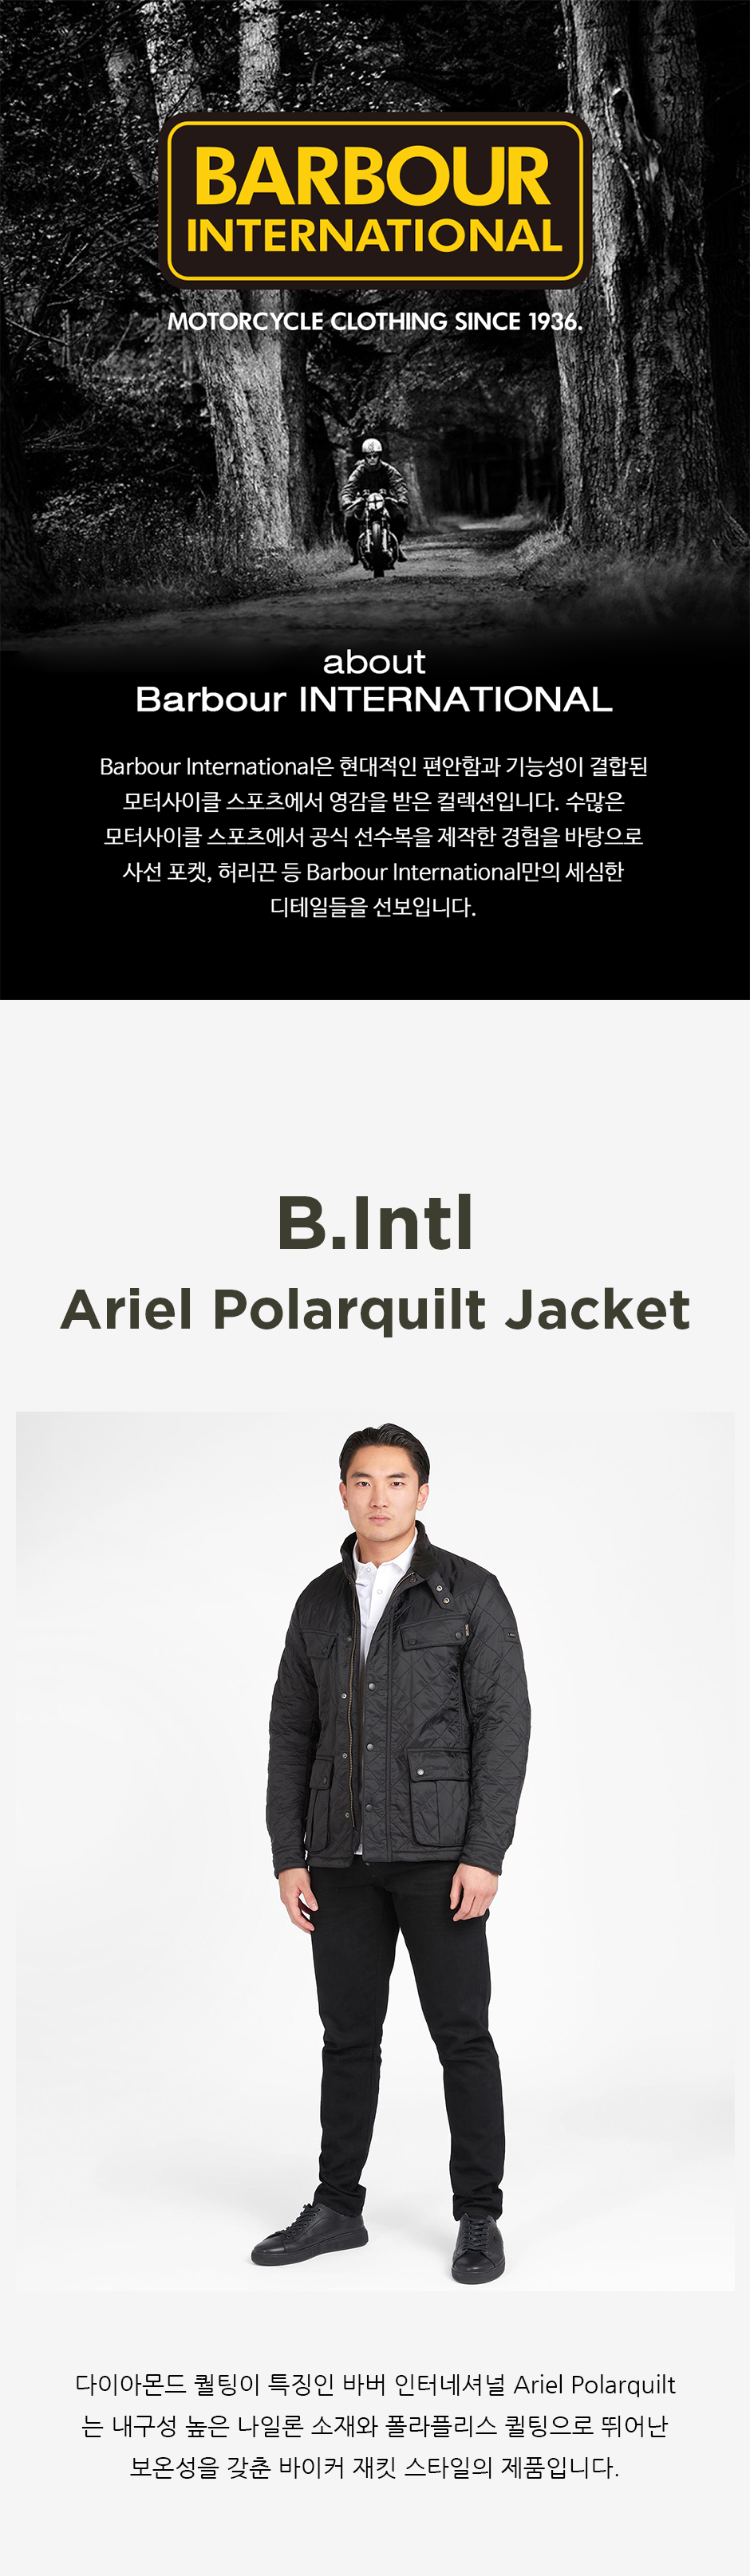 BARBOUR
INTERNATIONAL
MOTORCYCLE CLOTHING SINCE 1936.
about
Barbour INTERNATIONAL
Barbour International은 현대적인 편안함과 기능성이 결합된
모터사이클 스포츠에서 영감을 받은 컬렉션입니다. 수많은
모터사이클 스포츠에서 공식 선수복을 제작한 경험을 바탕으로
사선 포켓, 허리끈 등 Barbour International만의 세심한
디테일들을 선보입니다.
B.Intl
Ariel Polarquilt Jacket
다이아몬드 퀄팅이 특징인 바버 인터네셔널 Ariel Polarquilt
는 내구성 높은 나일론 소재와 폴라플리스 퀼팅으로 뛰어난
보온성을 갖춘 바이커 재킷 스타일의 제품입니다.